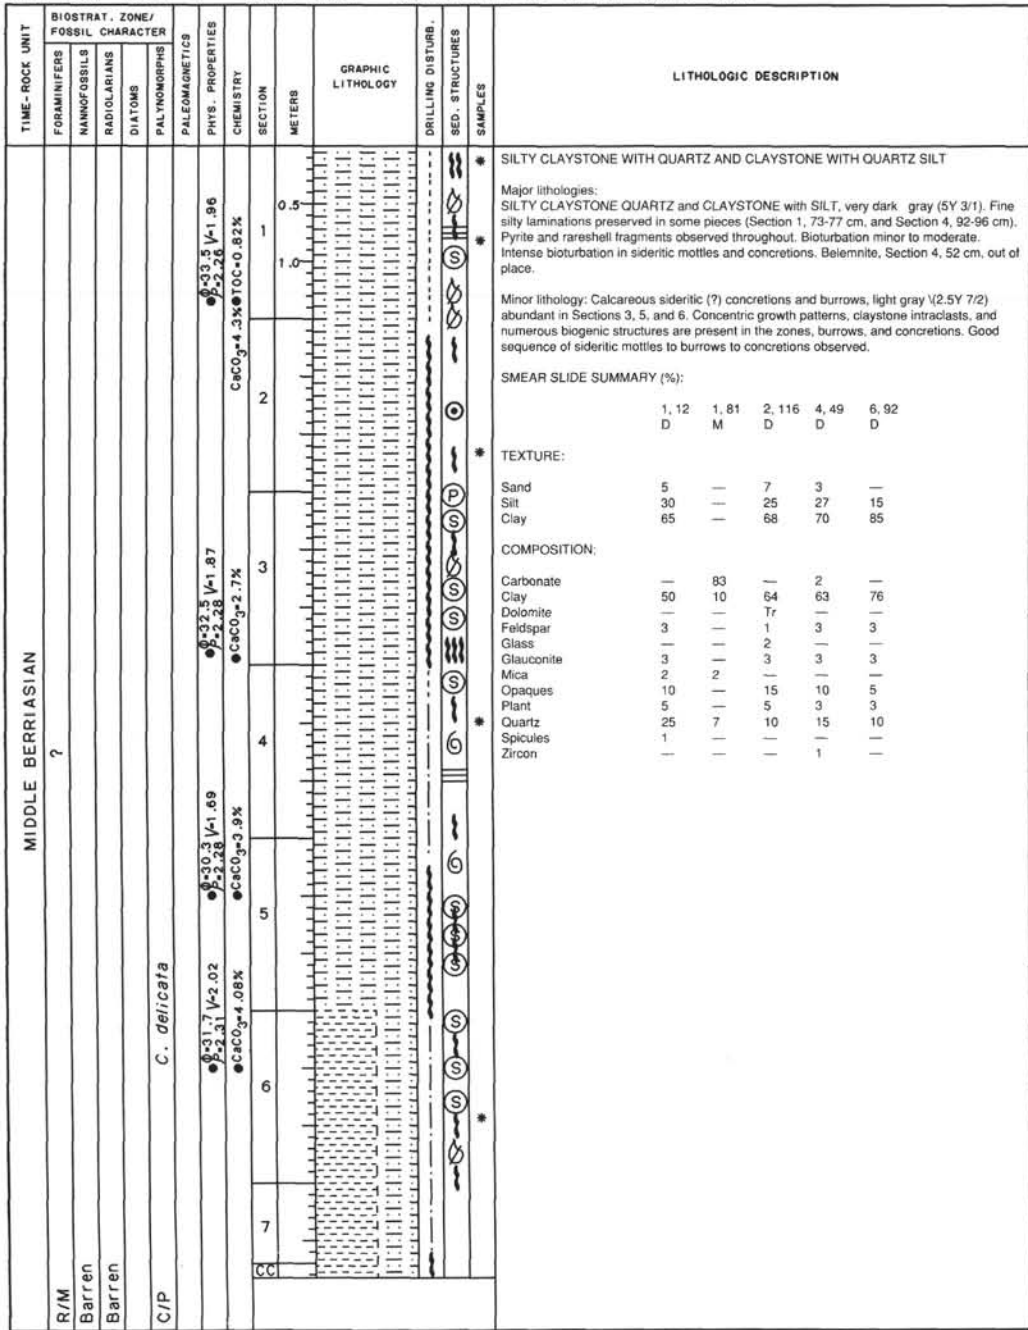 TIME-ROCK UNIT
BIOSTRAT. ZONE/
FOSSIL CHARACTER
FORAMINIFERS
NANNOFOSSILS
RADIOLARIANS
DIATOMS
PALYNOMORPHS
PALEOMAGNETICS
PHYS. PROPERTIES
CHEMISTRY
SECTION
METERS
GRAPHIC
LITHOLOGY
DRILLING DISTURB.
SED. STRUCTURES
SAMPLES
LITHOLOGIC DESCRIPTION
MIDDLE BERRIASIAN
R/M
?
Barren
Barren
C/P
C. delicata
●Φ=33.5 V=1.96
ρ=2.26
●Φ=32.5 V=1.87
ρ=2.28
●Φ=30.3 V=1.69
ρ=2.28
●Φ=31.7 V=2.02
ρ=2.31
CaCO3=4.3%●TOC=0.82%
●CaCO3=2.7%
●CaCO3=3.9%
●CaCO3=4.08%
1
2
3
4
5
6
7
CC
0.5
1.0
S
P
S
S
S
S
S
S
S
S
S
S
*
*
*
*
*
SILTY CLAYSTONE WITH QUARTZ AND CLAYSTONE WITH QUARTZ SILT
Major lithologies:
SILTY CLAYSTONE QUARTZ and CLAYSTONE with SILT, very dark gray (5Y 3/1). Fine
silty laminations preserved in some pieces (Section 1, 73-77 cm, and Section 4, 92-96 cm).
Pyrite and rareshell fragments observed throughout. Bioturbation minor to moderate.
Intense bioturbation in sideritic mottles and concretions. Belemnite, Section 4, 52 cm, out of
place.
Minor lithology: Calcareous sideritic (?) concretions and burrows, light gray \(2.5Y 7/2)
abundant in Sections 3, 5, and 6. Concentric growth patterns, claystone intraclasts, and
numerous biogenic structures are present in the zones, burrows, and concretions. Good
sequence of sideritic mottles to burrows to concretions observed.
SMEAR SLIDE SUMMARY (%):
1, 12 1, 81 2, 116 4, 49 6, 92
D M D D D
TEXTURE:
Sand 5 — 7 3 —
Silt 30 — 25 27 15
Clay 65 — 68 70 85
COMPOSITION:
Carbonate — 83 — 2 —
Clay 50 10 64 63 76
Dolomite — — Tr — —
Feldspar 3 — 1 3 3
Glass — — 2 — —
Glauconite 3 — 3 3 3
Mica 2 2 — — —
Opaques 10 — 15 10 5
Plant 5 — 5 3 3
Quartz 25 7 10 15 10
Spicules 1 — — — —
Zircon — — — 1 —